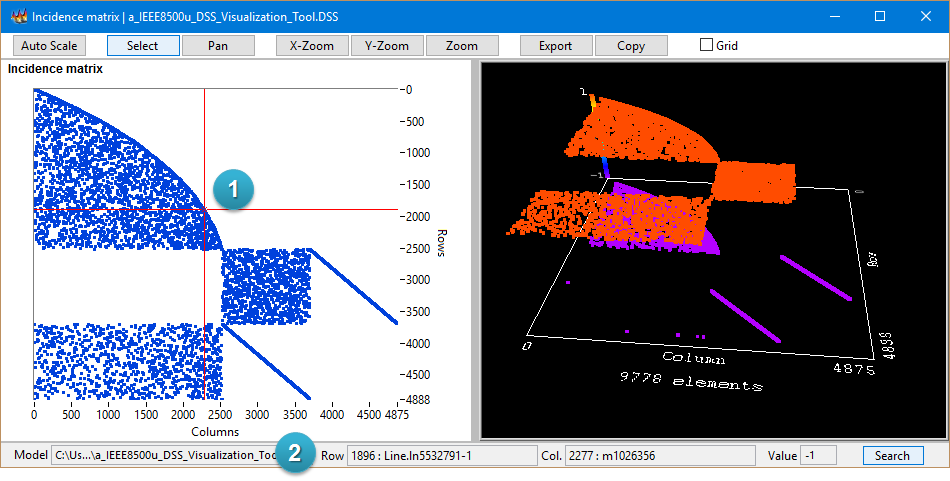 Incidence matrix | a_IEEE8500u_DSS_Visualization_Tool.DSS
Auto Scale Select Pan X-Zoom Y-Zoom Zoom Export Copy Grid
Incidence matrix
0
500
1000
1500
2000
2500
3000
3500
4000
4500
4888
Rows
0 500 1000 1500 2000 2500 3000 3500 4000 4500 4875
Columns
1
1
-1
0
Row
4888
0
Column
4875
9778 elements
Model C:\Us...\a_IEEE8500u_DSS_Visualization_Too 2 Row 1896 : Line.ln5532791-1 Col. 2277 : m1026356 Value -1 Search